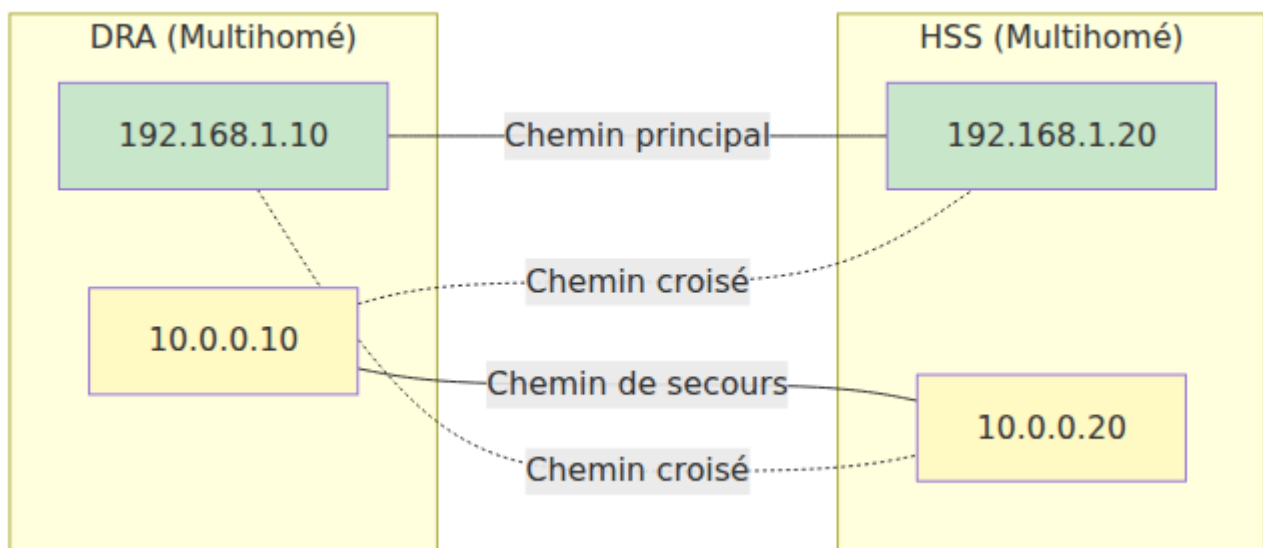 DRA (Multihomé)
HSS (Multihomé)
192.168.1.10
Chemin principal
192.168.1.20
Chemin croisé
10.0.0.10
Chemin de secours
10.0.0.20
Chemin croisé